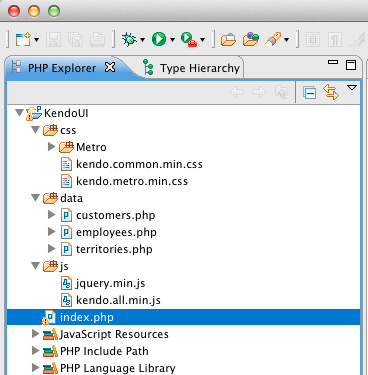 PHP Explorer
Type Hierarchy
KendoUI
css
Metro
kendo.common.min.css
kendo.metro.min.css
data
customers.php
employees.php
territories.php
js
jquery.min.js
kendo.all.min.js
index.php
JavaScript Resources
PHP Include Path
PHP Language Library